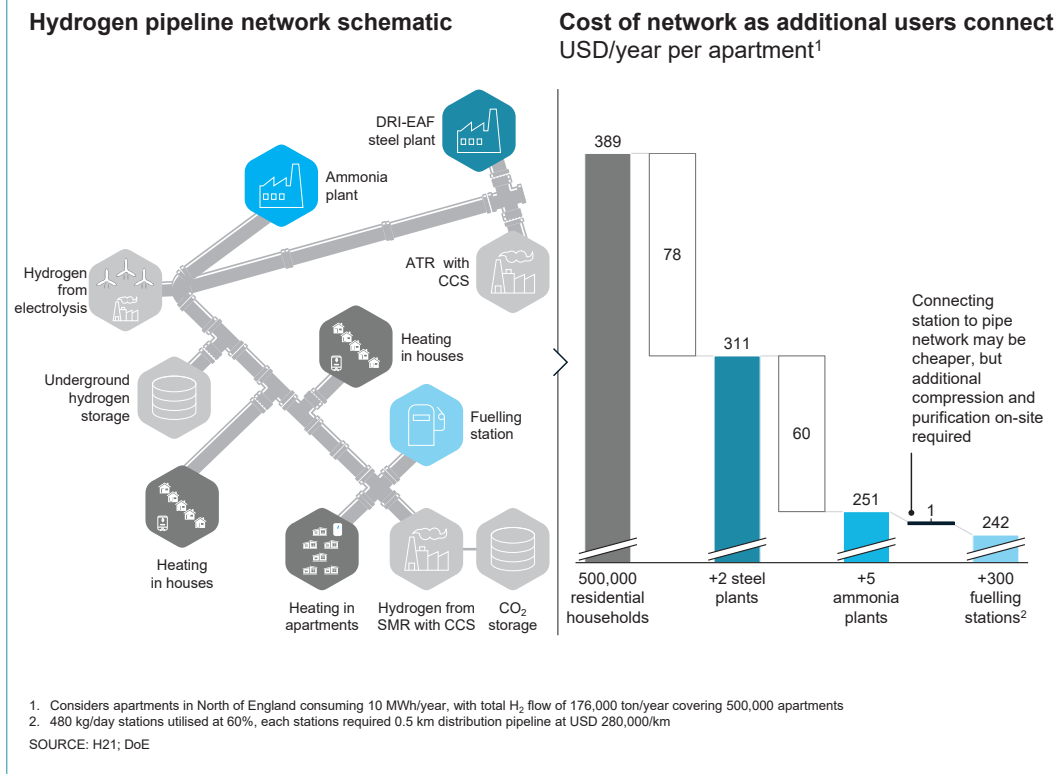 Hydrogen pipeline network schematic
DRI-EAF
steel plant
Ammonia
plant
ATR with
CCS
Hydrogen
from
electrolysis
Heating
in houses
Underground
hydrogen
storage
Fuelling
station
Heating
in houses
Heating in
apartments
Hydrogen from
SMR with CCS
CO2
storage
Cost of network as additional users connect
USD/year per apartment1
389
78
311
60
251
1
242
Connecting
station to pipe
network may be
cheaper, but
additional
compression and
purification on-site
required
500,000
residential
households
+2 steel
plants
+5
ammonia
plants
+300
fuelling
stations2
1. Considers apartments in North of England consuming 10 MWh/year, with total H2 flow of 176,000 ton/year covering 500,000 apartments
2. 480 kg/day stations utilised at 60%, each stations required 0.5 km distribution pipeline at USD 280,000/km
SOURCE: H21; DoE